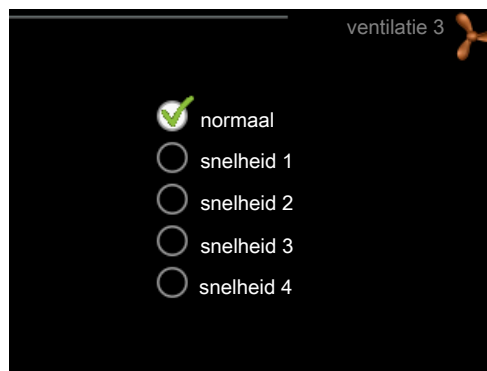 ventilatie 3
normaal
snelheid 1
snelheid 2
snelheid 3
snelheid 4